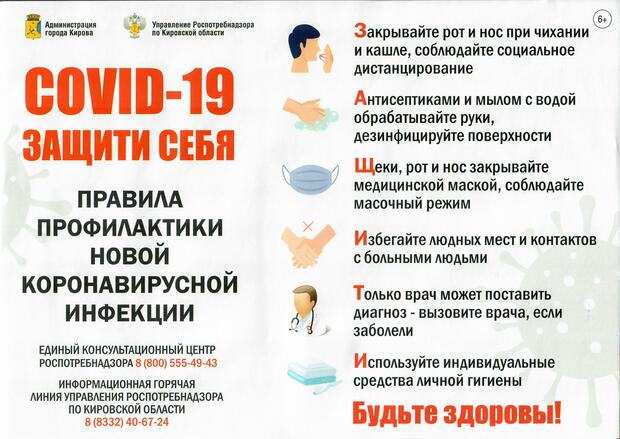 Администрация
города Кирова
Управление Роспотребнадзора
по Кировской области
COVID-19
ЗАЩИТИ СЕБЯ
ПРАВИЛА
ПРОФИЛАКТИКИ
НОВОЙ
КОРОНАВИРУСНОЙ
ИНФЕКЦИИ
ЕДИНЫЙ КОНСУЛЬТАЦИОННЫЙ ЦЕНТР
РОСПОТРЕБНАДЗОРА 8 (800) 555-49-43
ИНФОРМАЦИОННАЯ ГОРЯЧАЯ
ЛИНИЯ УПРАВЛЕНИЯ РОСПОТРЕБНАДЗОРА
ПО КИРОВСКОЙ ОБЛАСТИ
8 (8332) 40-67-24
6+
Закрывайте рот и нос при чихании
и кашле, соблюдайте социальное
дистанцирование
Антисептиками и мылом с водой
обрабатывайте руки,
дезинфицируйте поверхности
Щеки, рот и нос закрывайте
медицинской маской, соблюдайте
масочный режим
Избегайте людных мест и контактов
с больными людьми
Только врач может поставить
диагноз - вызовите врача, если
заболели
Используйте индивидуальные
средства личной гигиены
Будьте здоровы!